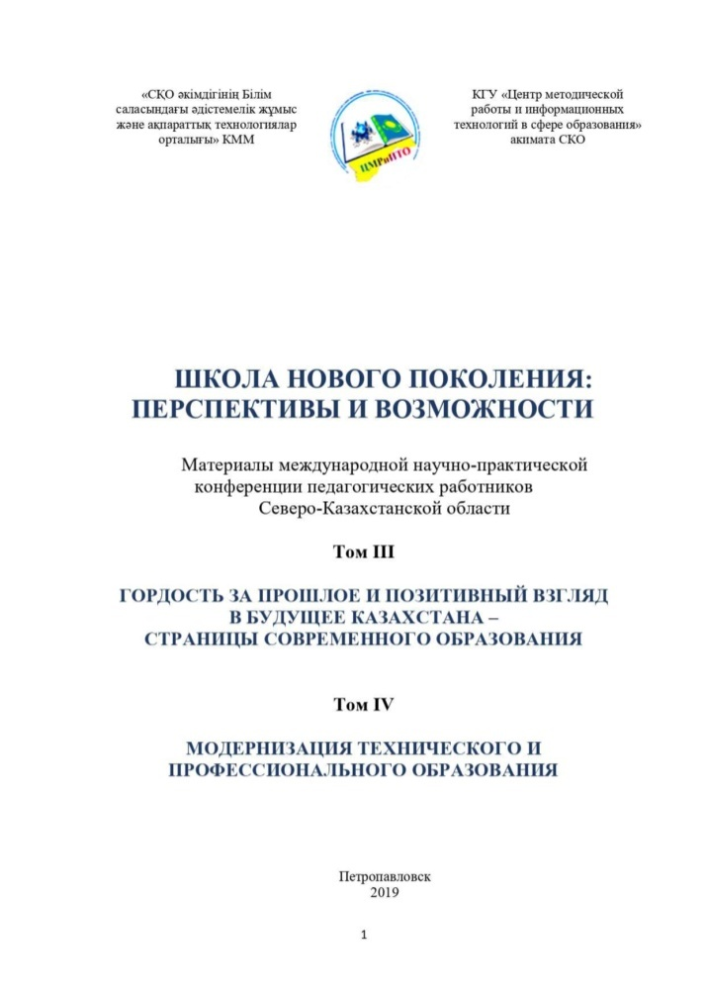 «СҚО әкімдігінің Білім
саласындағы әдістемелік жұмыс
және ақпараттық технологиялар
орталығы» КММ
ЦМРиИТО
КГУ «Центр методической
работы и информационных
технологий в сфере образования»
акимата СКО
ШКОЛА НОВОГО ПОКОЛЕНИЯ:
ПЕРСПЕКТИВЫ И ВОЗМОЖНОСТИ
Материалы международной научно-практической
конференции педагогических работников
Северо-Казахстанской области
Том III
ГОРДОСТЬ ЗА ПРОШЛОЕ И ПОЗИТИВНЫЙ ВЗГЛЯД
В БУДУЩЕЕ КАЗАХСТАНА –
СТРАНИЦЫ СОВРЕМЕННОГО ОБРАЗОВАНИЯ
Том IV
МОДЕРНИЗАЦИЯ ТЕХНИЧЕСКОГО И
ПРОФЕССИОНАЛЬНОГО ОБРАЗОВАНИЯ
Петропавловск
2019
1